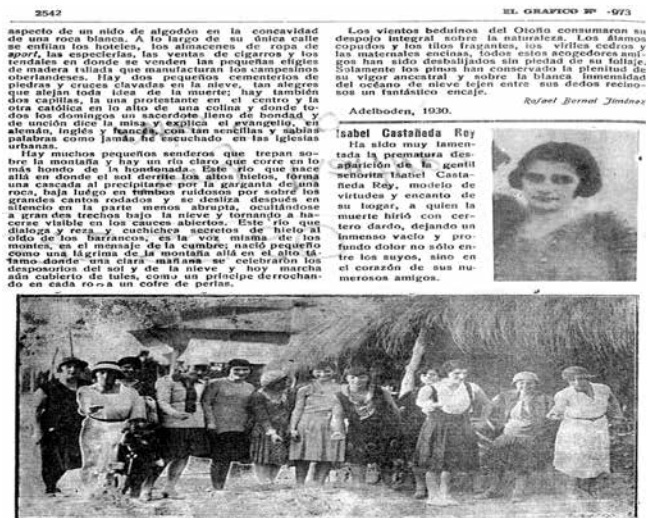 2542
EL GRAFICO Nº -973
aspecto de un nido de algodón en la concavidad
de una roca blanca. A lo largo de su única calle
se enfilan los hoteles, los almacenes de ropa de
sport, las especierías, las ventas de cigarros y los
tendales en donde se venden las pequeñas efigies
de madera tallada que manufacturan los campesinos
oberlandeses. Hay dos pequeños cementerios de
piedras y cruces clavadas en la nieve, tan alegres
que alejan toda idea de la muerte; hay también
dos capillas, la una protestante en el centro y la
otra católica en lo alto de una colina y donde to-
dos los domingos un sacerdote lleno de bondad y
de unción dice la misa y explica el evangelio, en
alemán, inglés y francés, con tan sencillas y sabias
palabras como jamás he escuchado en las iglesias
urbanas.
Hay muchos pequeños senderos que trepan so-
bre la montaña y hay un río claro que corre en lo
más hondo de la hondonada. Este río que nace
allá en donde el sol derrite los altos hielos, forma
una cascada al precipitarse por la garganta de una
roca, baja luégo en tumbos ruidosos por sobre los
grandes cantos rodados y se desliza después en
silencio en la parte menos abrupta, ocultándose
a grandes trechos bajo la nieve y tornando a ha-
cerse visible en los cauces abiertos. Este río que
dialoga y reza y cuchichea secretos de hielo al
oído de los barrancos, es la voz misma de los
montes, es el mensaje de la cumbre; nació pequeño
como una lágrima de la montaña allá en el alto tá-
lamo donde una clara mañana se celebraron los
desposorios del sol y de la nieve y hoy marcha
aún cubierto de tules, como un príncipe derrochan-
do en cada roca un cofre de perlas.
Los vientos beduinos del Otoño consumaron su
despojo integral sobre la naturaleza. Los álamos
copudos y los tilos fragantes, los viriles cedros y
las maternales encinas, todos estos acogedores ami-
gos han sido desbalijados sin piedad de su follaje.
Solamente los pinus han conservado la plenitud de
su vigor ancestral y sobre la blanca inmensidad
del océano de nieve tejen entre sus dedos recino-
sos un fantástico encaje.
Rafael Bernal Jiménez
Adelboden, 1930.
Isabel Castañeda Rey
Ha sido muy lamen-
tada la prematura des-
aparición de la gentil
señorita Isabel Casta-
ñeda Rey, modelo de
virtudes y encanto de
su hogar, a quien la
muerte hirió con cer-
tero dardo, dejando un
inmenso vacío y pro-
fundo dolor no sólo en-
tre los suyos, sino en
el corazón de sus nu-
merosos amigos.